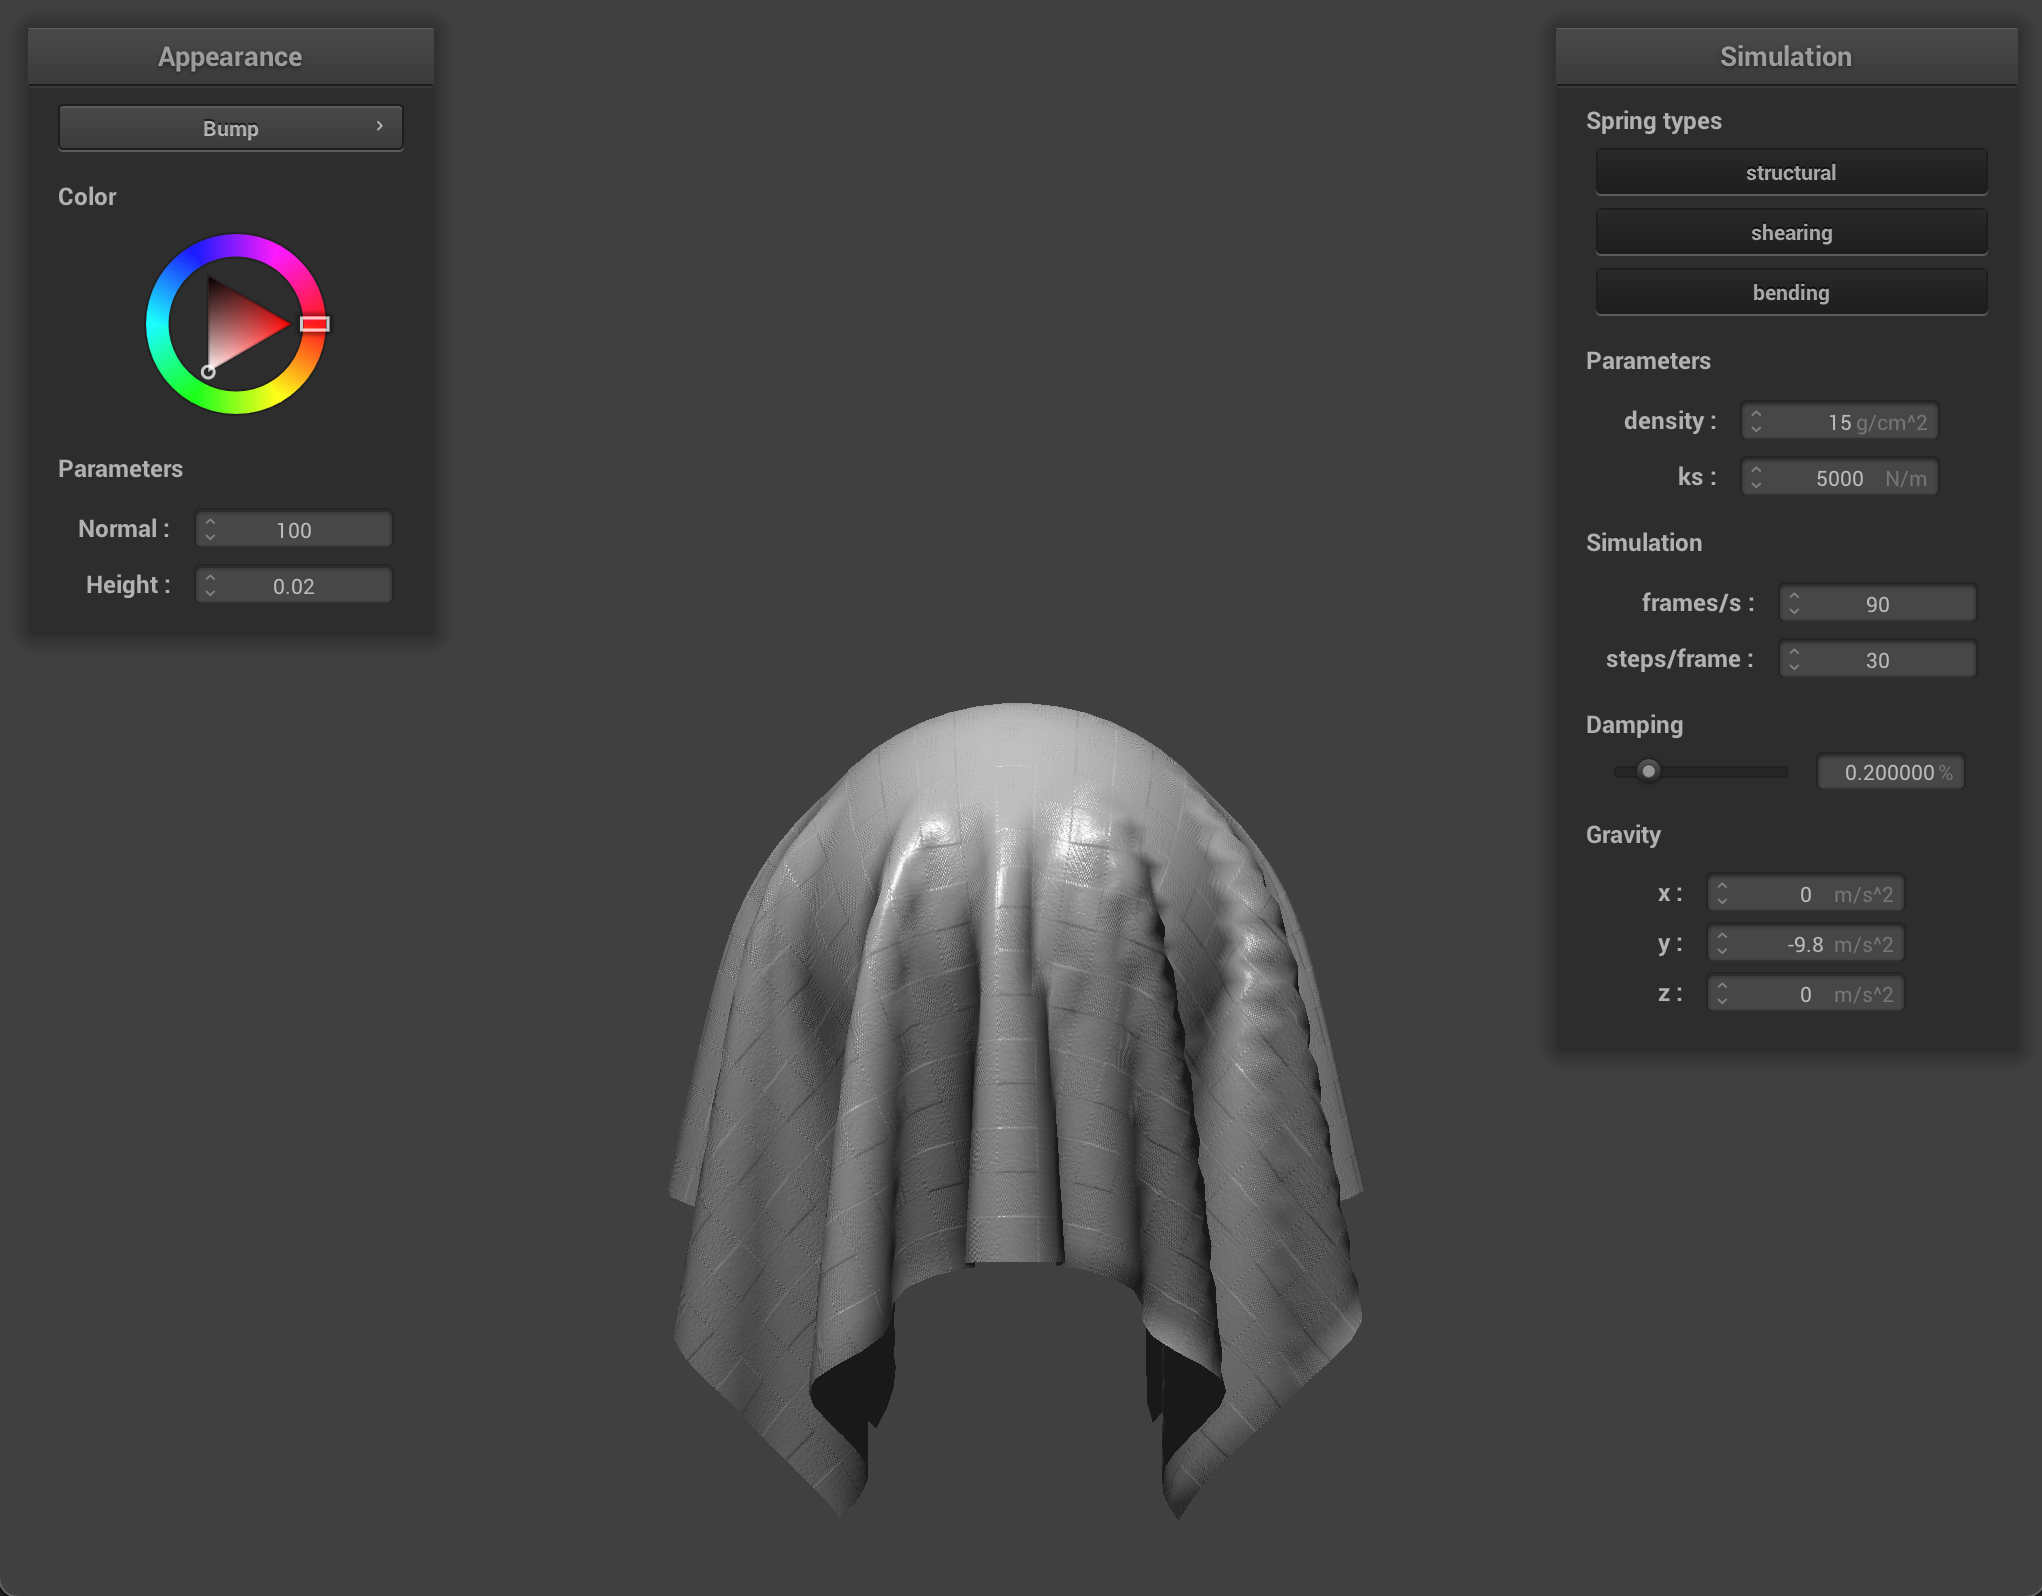 Appearance
Bump
Color
Parameters
Normal : 100
Height : 0.02
Simulation
Spring types
structural
shearing
bending
Parameters
density : 15 g/cm^2
ks : 5000 N/m
Simulation
frames/s : 90
steps/frame : 30
Damping
0.200000 %
Gravity
x : 0 m/s^2
y : -9.8 m/s^2
z : 0 m/s^2